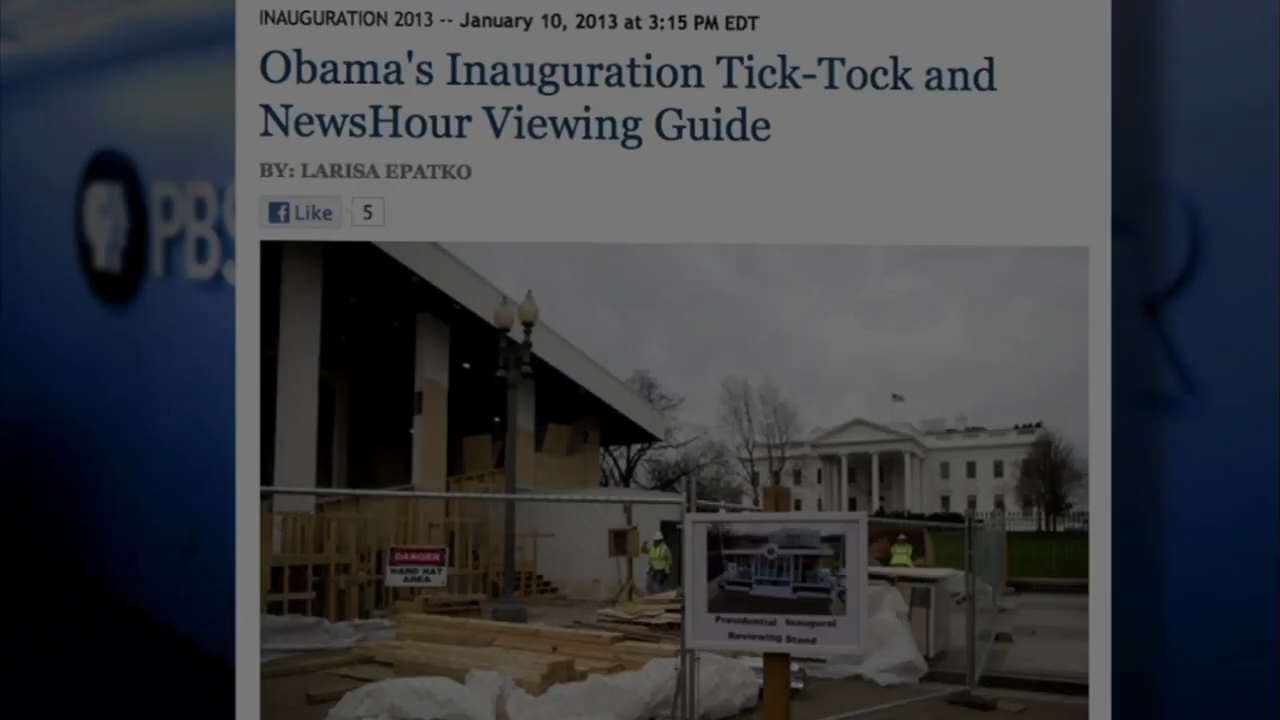 INAUGURATION 2013 -- January 10, 2013 at 3:15 PM EDT
Obama's Inauguration Tick-Tock and
NewsHour Viewing Guide
BY: LARISA EPATKO
Like 5
PBS
DANGER
HARD HAT
AREA
Presidential Inaugural
Reviewing Stand